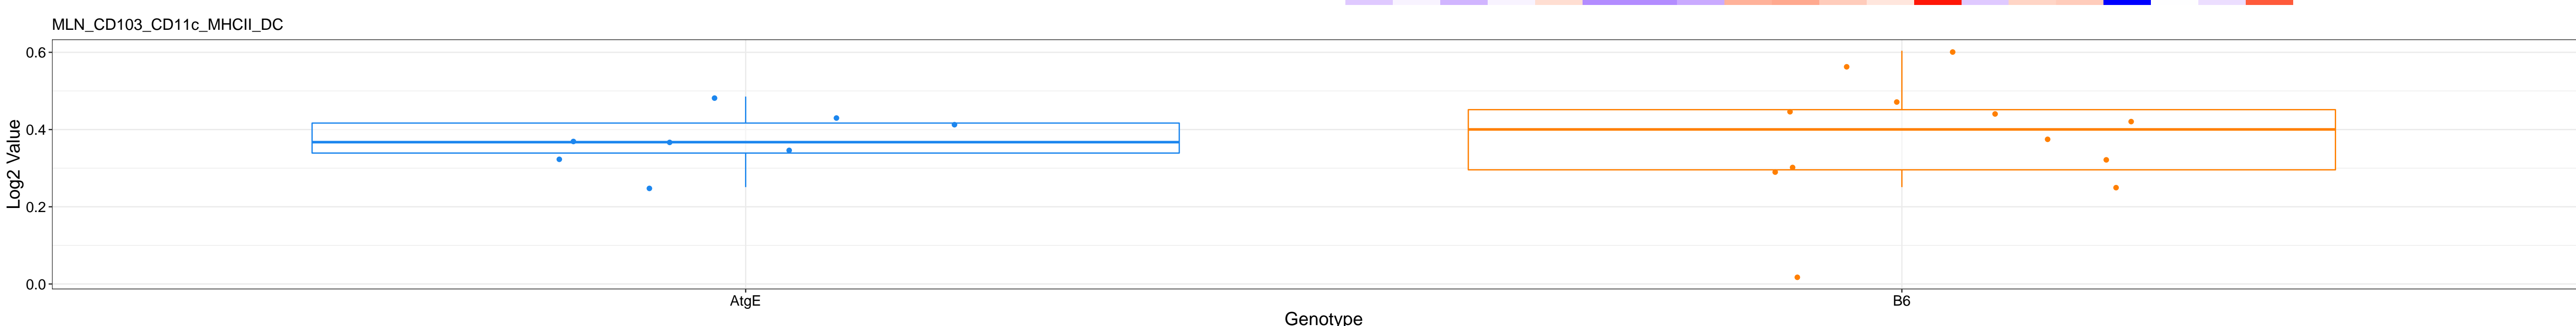 MLN_CD103_CD11c_MHCII_DC
0.6
0.4
0.2
0.0
Log2 Value
AtgE
B6
Genotype